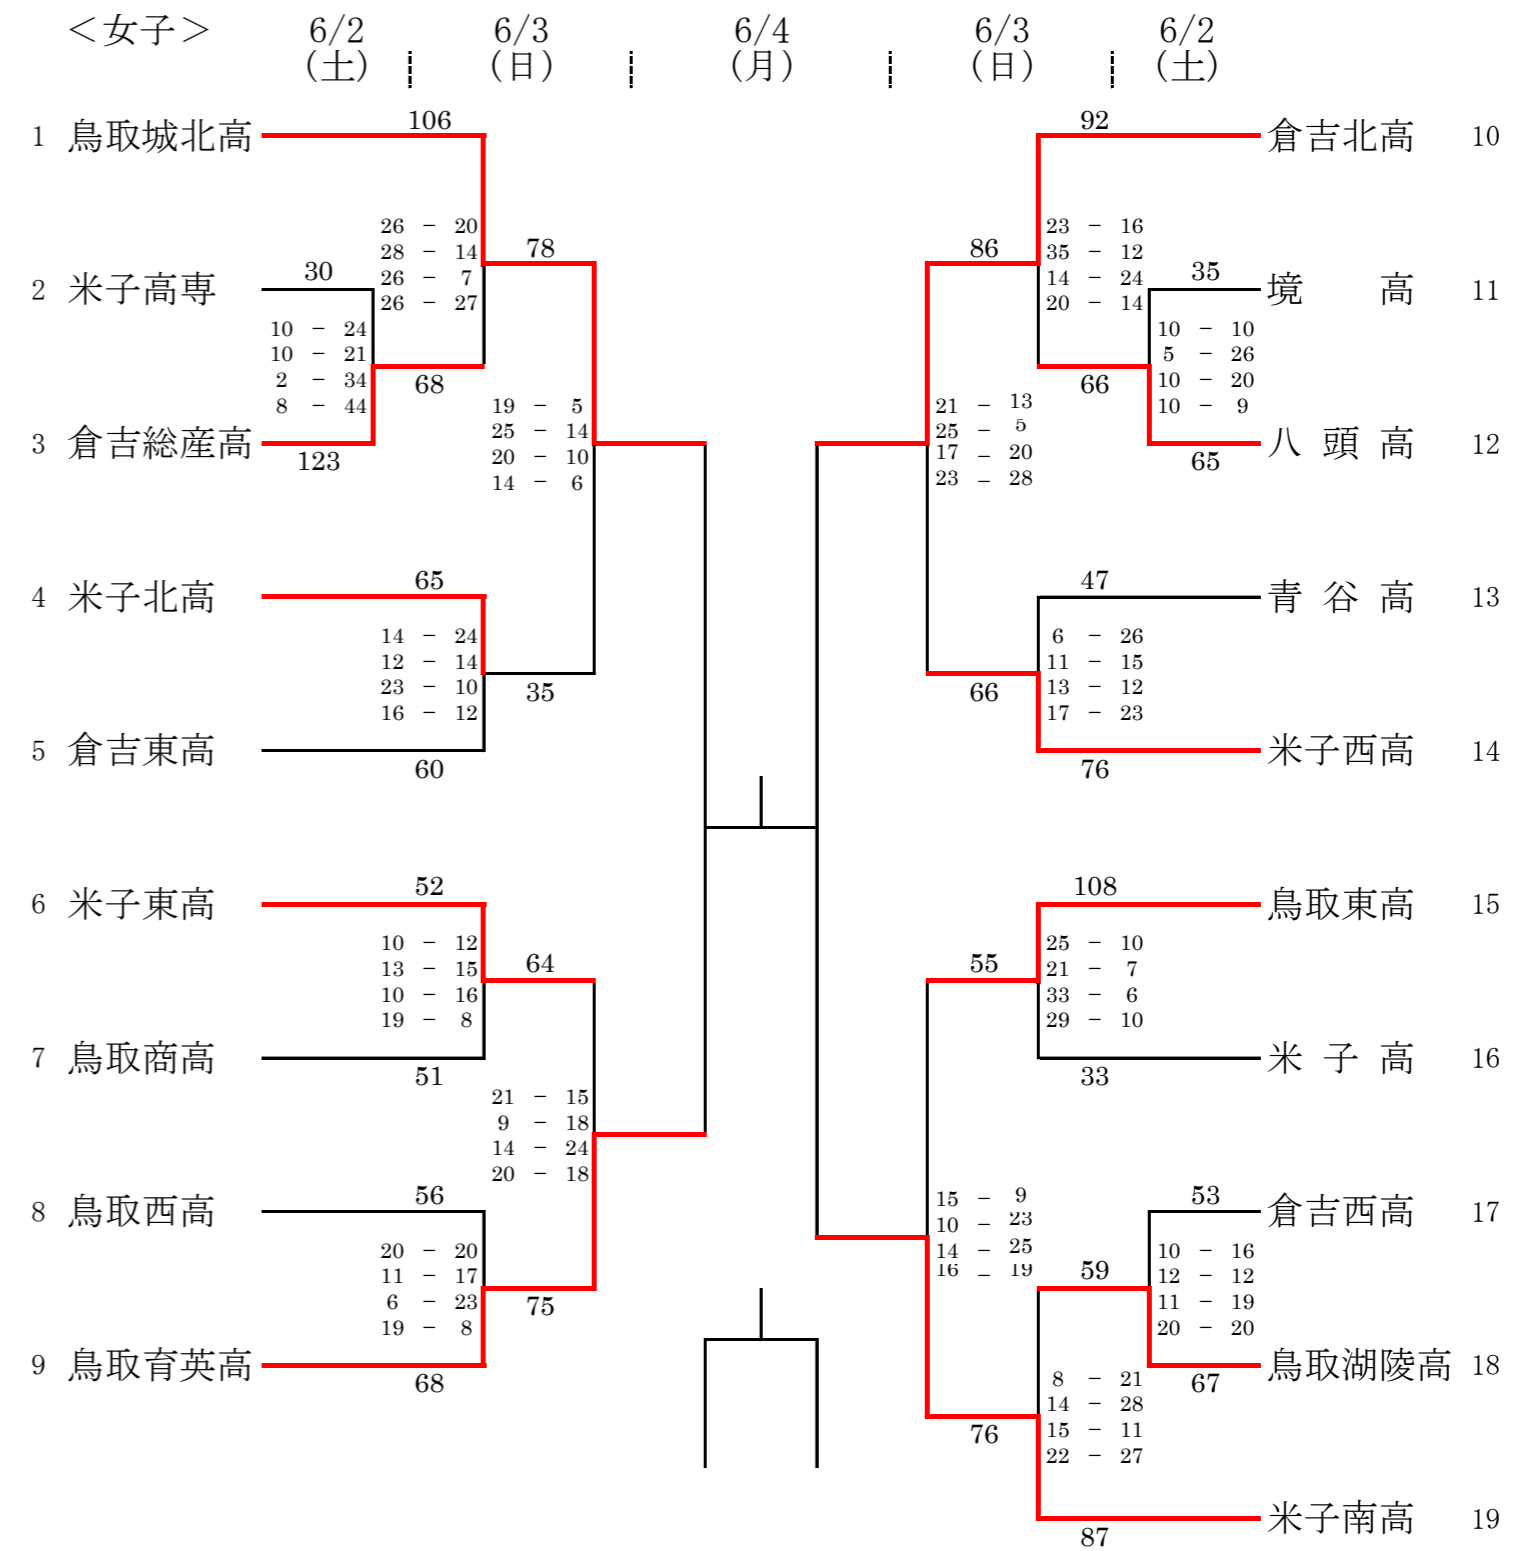 ＜女子＞ 6/2 6/3 6/4 6/3 6/2
(土) (日) (月) (日) (土)
1 鳥取城北高 106 92 倉吉北高 10
26 － 20 23 － 16
28 － 14 78 86 35 － 12
2 米子高専 30 26 － 7 14 － 24 35 境 高 11
26 － 27 20 － 14
10 － 24 10 － 10
10 － 21 5 － 26
2 － 34 68 66 10 － 20
8 － 44 19 － 5 21 － 13 10 － 9
3 倉吉総産高 123 25 － 14 25 － 5 65 八頭高 12
20 － 10 17 － 20
14 － 6 23 － 28
4 米子北高 65 47 青谷高 13
14 － 24 6 － 26
12 － 14 11 － 15
23 － 10 35 66 13 － 12
16 － 12 17 － 23
5 倉吉東高 60 76 米子西高 14
6 米子東高 52 108 鳥取東高 15
10 － 12 25 － 10
13 － 15 64 55 21 － 7
10 － 16 33 － 6
19 － 8 29 － 10
7 鳥取商高 51 33 米子高 16
21 － 15
9 － 18
14 － 24
20 － 18
8 鳥取西高 56 15 － 9 53 倉吉西高 17
10 － 23
20 － 20 14 － 25 10 － 16
11 － 17 16 － 19 59 12 － 12
6 － 23 75 11 － 19
19 － 8 20 － 20
9 鳥取育英高 68 67 鳥取湖陵高 18
8 － 21
14 － 28
76 15 － 11
22 － 27
87 米子南高 19